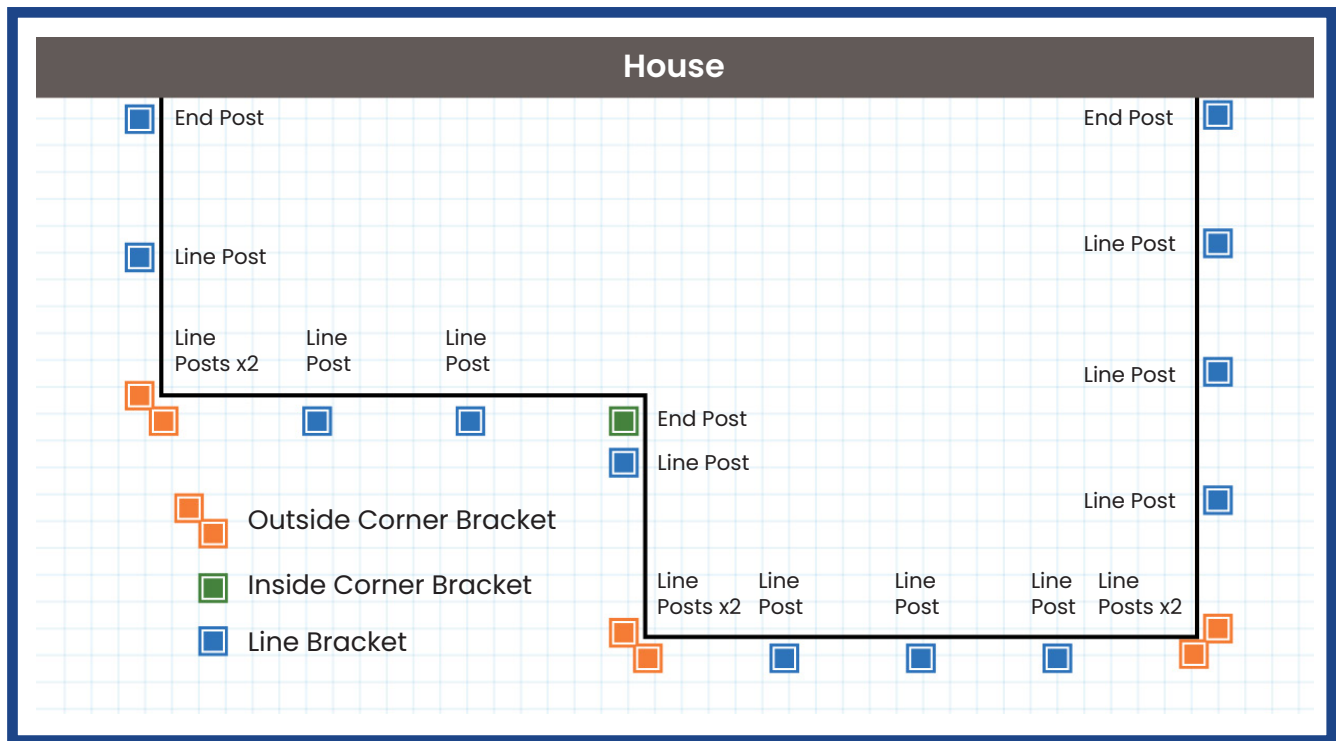 House
End Post
End Post
Line Post
Line Post
Line
Posts x2
Line
Post
Line
Post
Line Post
End Post
Line Post
Line Post
Outside Corner Bracket
Inside Corner Bracket
Line Bracket
Line
Posts x2
Line
Post
Line
Post
Line
Post
Line
Posts x2